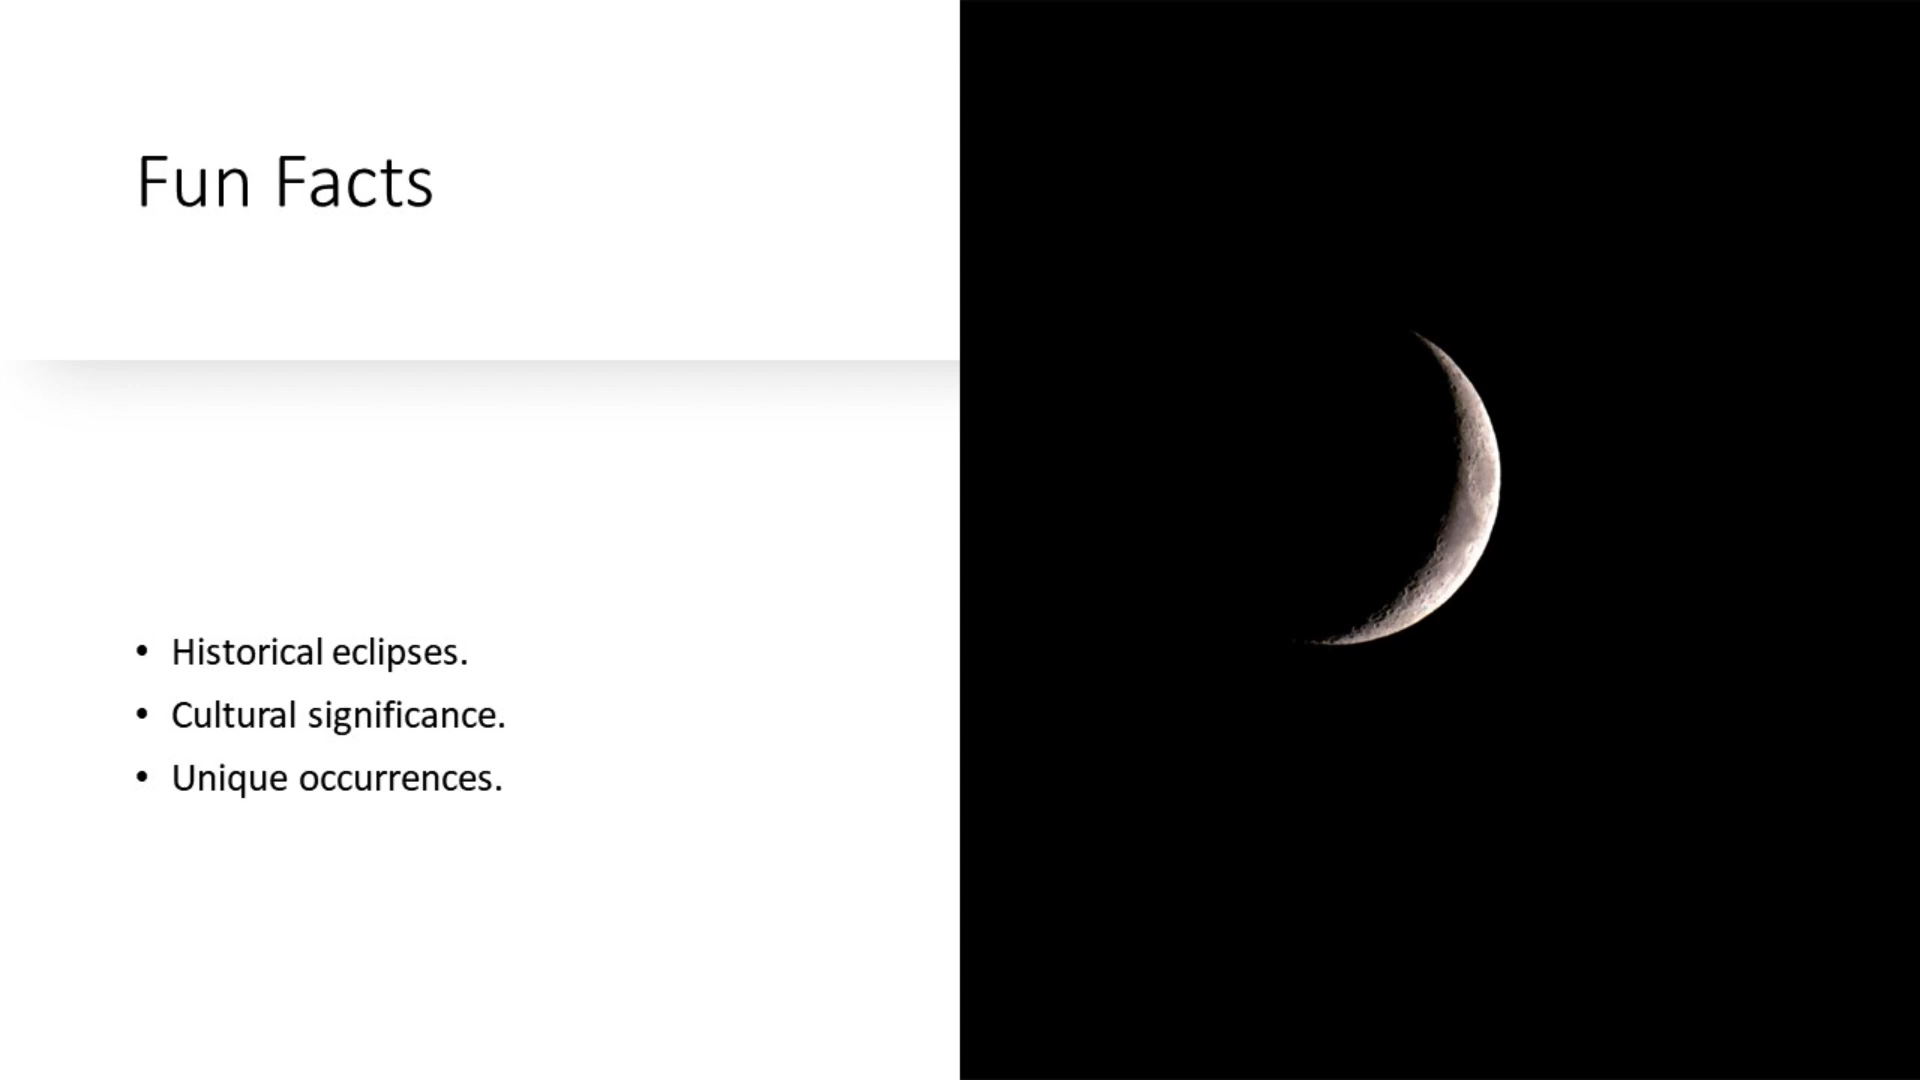 Fun Facts
• Historical eclipses.
• Cultural significance.
• Unique occurrences.